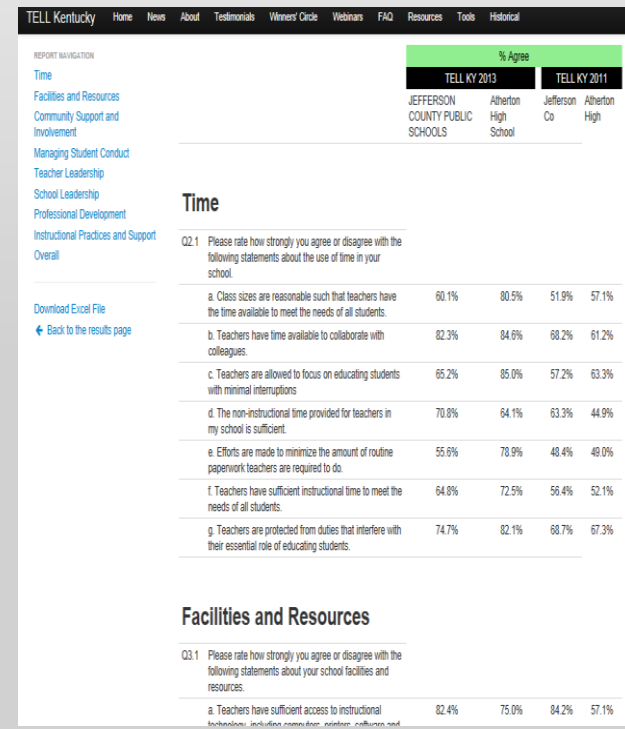 TELL Kentucky Home News About Testimonials Winners' Circle Webinars FAQ Resources Tools Historical
REPORT NAVIGATION
Time
Facilities and Resources
Community Support and
Involvement
Managing Student Conduct
Teacher Leadership
School Leadership
Professional Development
Instructional Practices and Support
Overall
Download Excel File
← Back to the results page
% Agree
TELL KY 2013 TELL KY 2011
JEFFERSON Atherton Jefferson Atherton
COUNTY PUBLIC High Co High
SCHOOLS School
Time
Q2.1 Please rate how strongly you agree or disagree with the
following statements about the use of time in your
school.
a. Class sizes are reasonable such that teachers have 60.1% 80.5% 51.9% 57.1%
the time available to meet the needs of all students.
b. Teachers have time available to collaborate with 82.3% 84.6% 68.2% 61.2%
colleagues.
c. Teachers are allowed to focus on educating students 65.2% 85.0% 57.2% 63.3%
with minimal interruptions
d. The non-instructional time provided for teachers in 70.8% 64.1% 63.3% 44.9%
my school is sufficient.
e. Efforts are made to minimize the amount of routine 55.6% 78.9% 48.4% 49.0%
paperwork teachers are required to do.
f. Teachers have sufficient instructional time to meet the 64.8% 72.5% 56.4% 52.1%
needs of all students.
g. Teachers are protected from duties that interfere with 74.7% 82.1% 68.7% 67.3%
their essential role of educating students.
Facilities and Resources
Q3.1 Please rate how strongly you agree or disagree with the
following statements about your school facilities and
resources.
a. Teachers have sufficient access to instructional 82.4% 75.0% 84.2% 57.1%
technology, including computers, printers, software and